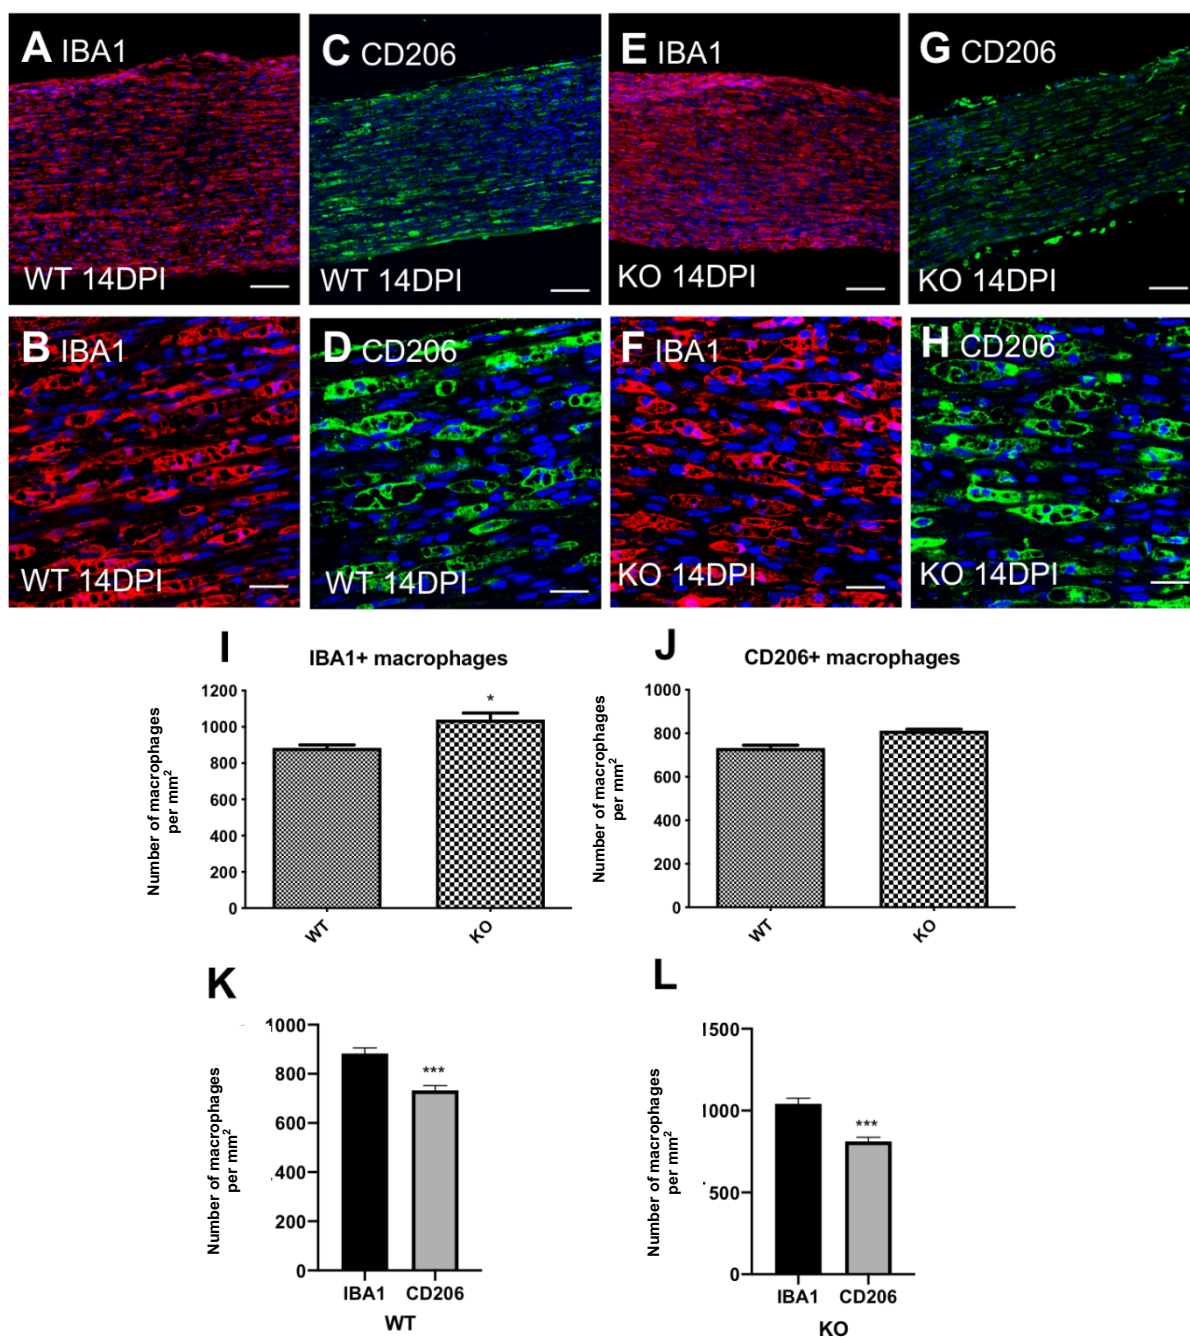 A IBA1
WT 14DPI
C CD206
WT 14DPI
E IBA1
KO 14DPI
G CD206
KO 14DPI
B IBA1
WT 14DPI
D CD206
WT 14DPI
F IBA1
KO 14DPI
H CD206
KO 14DPI
I
IBA1+ macrophages
Number of macrophages
per mm²
1200
1000
800
600
400
200
0
*
WT
KO
J
CD206+ macrophages
Number of macrophages
per mm²
1000
800
600
400
200
0
WT
KO
K
Number of macrophages
per mm²
1000
800
600
400
200
0
***
IBA1 CD206
WT
L
Number of macrophages
per mm²
1500
1000
500
0
***
IBA1 CD206
KO